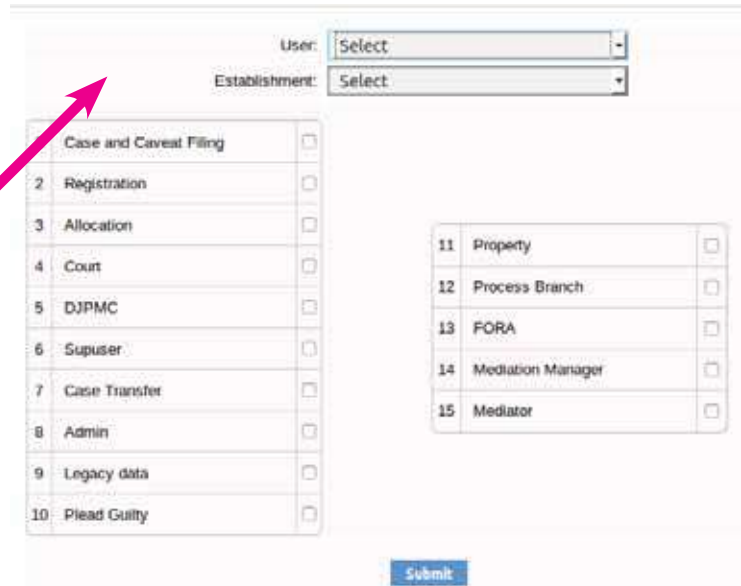 User: Select
Establishment: Select
Case and Caveat Filing
2 Registration
3 Allocation
4 Court
5 DJPMC
6 Supuser
7 Case Transfer
8 Admin
9 Legacy data
10 Plead Guilty
11 Property
12 Process Branch
13 FORA
14 Mediation Manager
15 Mediator
Submit